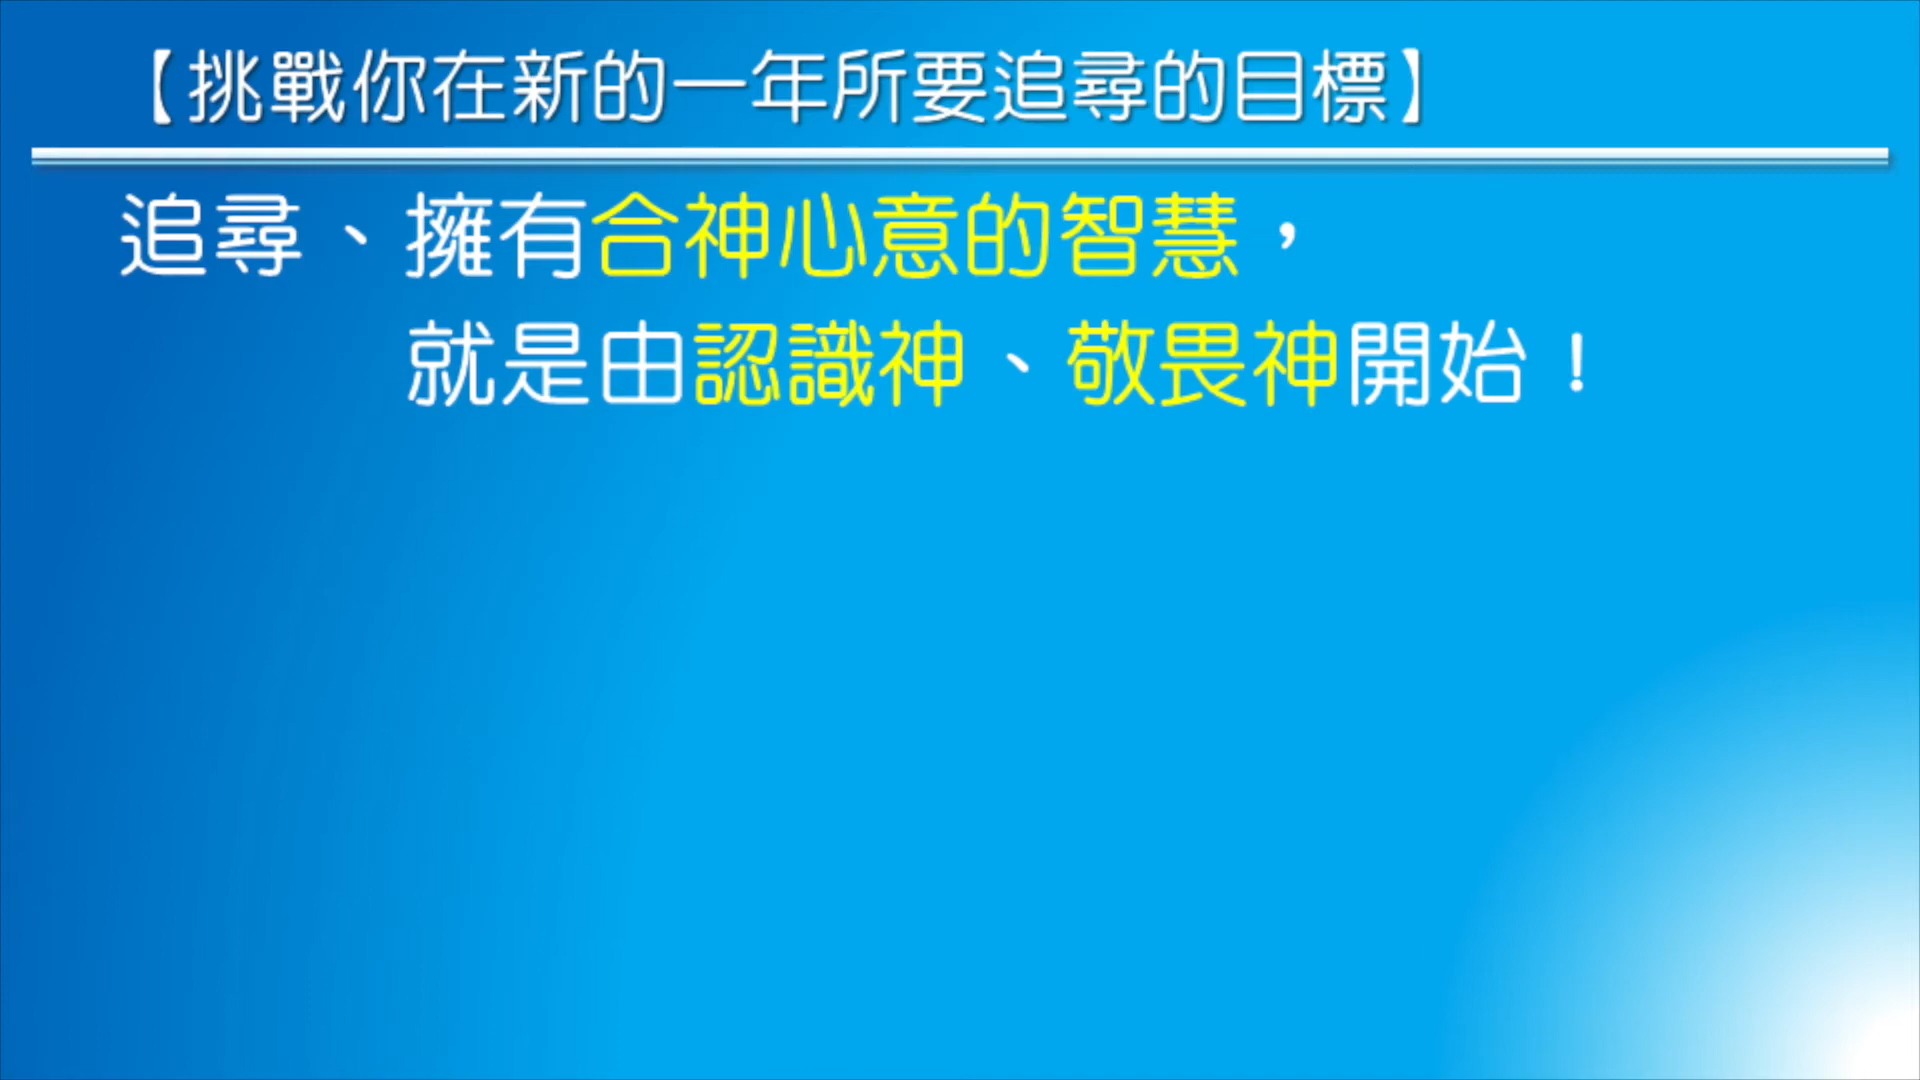 【挑戰你在新的一年所要追尋的目標】
追尋、擁有合神心意的智慧，
就是由認識神、敬畏神開始！